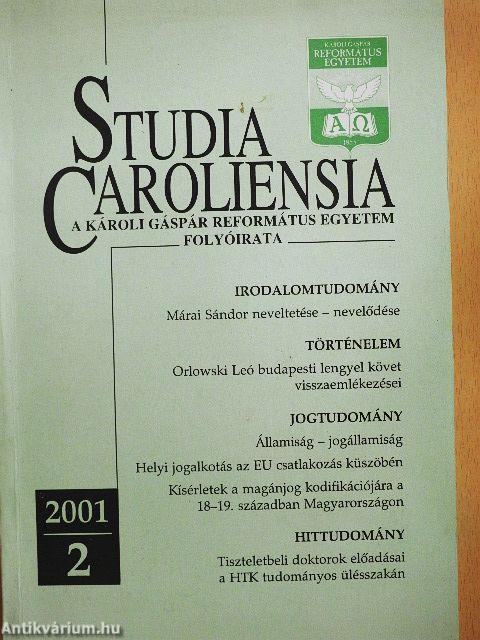 KÁROLI GÁSPÁR
REFORMÁTUS
EGYETEM
Α Ω
1855
STUDIA
CAROLIENSIA
A KÁROLI GÁSPÁR REFORMÁTUS EGYETEM
FOLYÓIRATA
IRODALOMTUDOMÁNY
Márai Sándor neveltetése – nevelődése
TÖRTÉNELEM
Orlowski Leó budapesti lengyel követ
visszaemlékezései
JOGTUDOMÁNY
Államiság – jogállamiság
Helyi jogalkotás az EU csatlakozás küszöbén
Kísérletek a magánjog kodifikációjára a
18–19. században Magyarországon
HITTUDOMÁNY
Tiszteletbeli doktorok előadásai
a HTK tudományos ülésszakán
2001
2
Antikvárium.hu